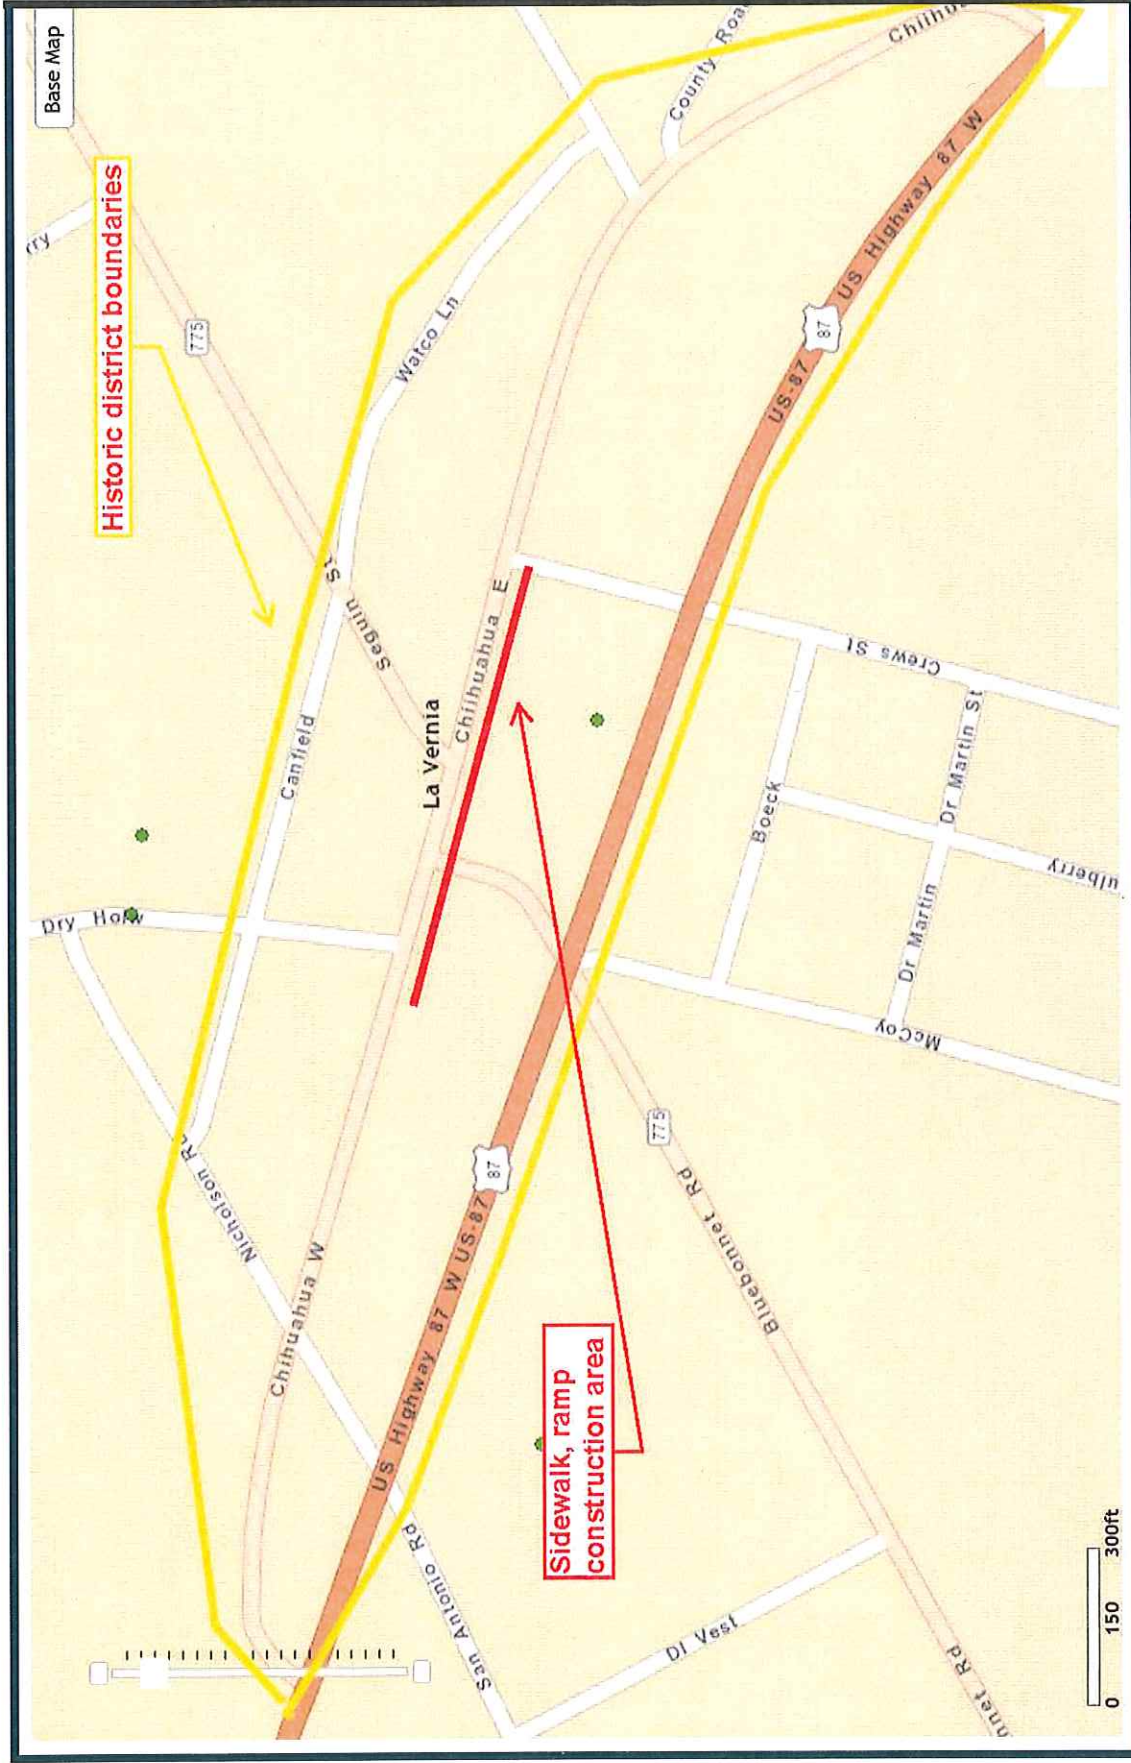 Base Map
Historic district boundaries
775
ry
County Roa
Watco Ln
US Highway 87 W
87
US-87
Seguin St
Canfield
Chihuahua E
La Vernia
Crews St
Dr Martin St
Boeck
ulberry
Dr Martin
McCoy
Dry
Nicholson Rd
Chihuahua W
87
US Highway 87 W US-87
775
Bluebonnet Rd
Sidewalk, ramp
construction area
San Antonio Rd
Dl Vest
nnet Rd
0 150 300ft